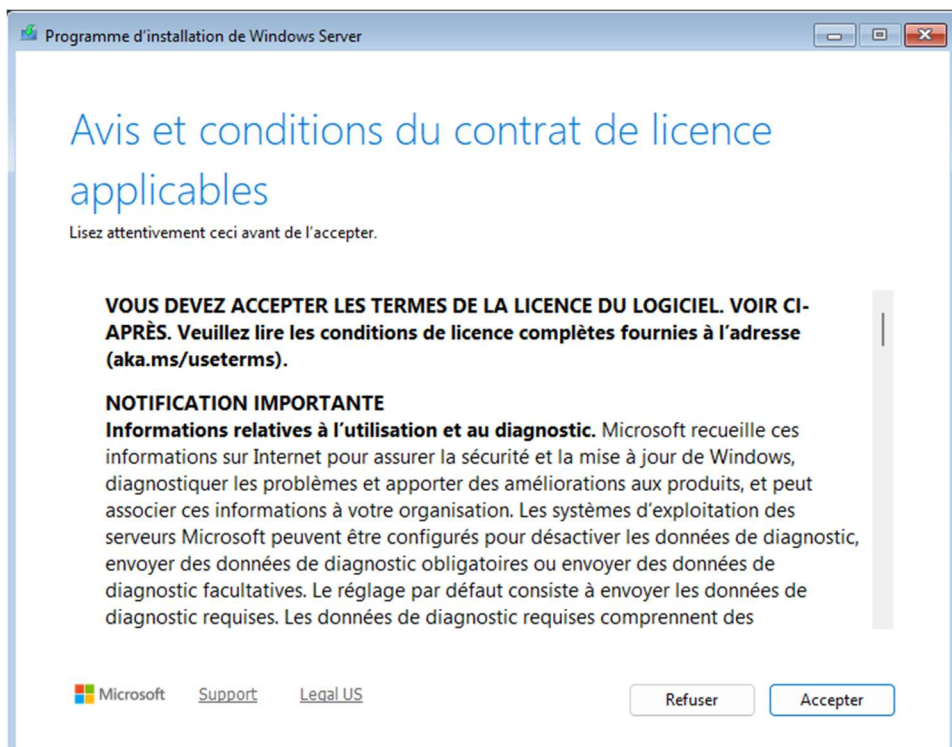 Programme d'installation de Windows Server
Avis et conditions du contrat de licence
applicables
Lisez attentivement ceci avant de l'accepter.
VOUS DEVEZ ACCEPTER LES TERMES DE LA LICENCE DU LOGICIEL. VOIR CI-
APRÈS. Veuillez lire les conditions de licence complètes fournies à l´adresse
(aka.ms/useterms).
NOTIFICATION IMPORTANTE
Informations relatives à l´utilisation et au diagnostic. Microsoft recueille ces
informations sur Internet pour assurer la sécurité et la mise à jour de Windows,
diagnostiquer les problèmes et apporter des améliorations aux produits, et peut
associer ces informations à votre organisation. Les systèmes d´exploitation des
serveurs Microsoft peuvent être configurés pour désactiver les données de diagnostic,
envoyer des données de diagnostic obligatoires ou envoyer des données de
diagnostic facultatives. Le réglage par défaut consiste à envoyer les données de
diagnostic requises. Les données de diagnostic requises comprennent des
Microsoft Support Legal US Refuser Accepter